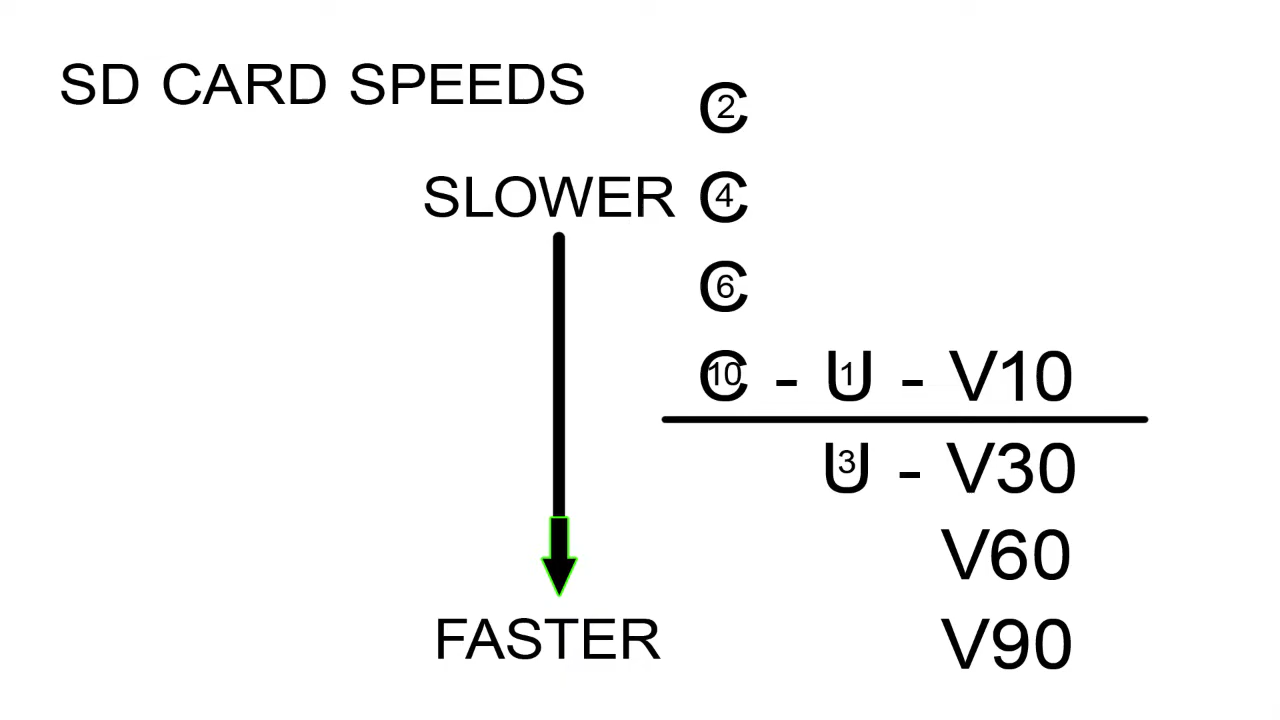 SD CARD SPEEDS
C2
SLOWER C4
C6
C10 - U1 - V10
U3 - V30
V60
FASTER V90